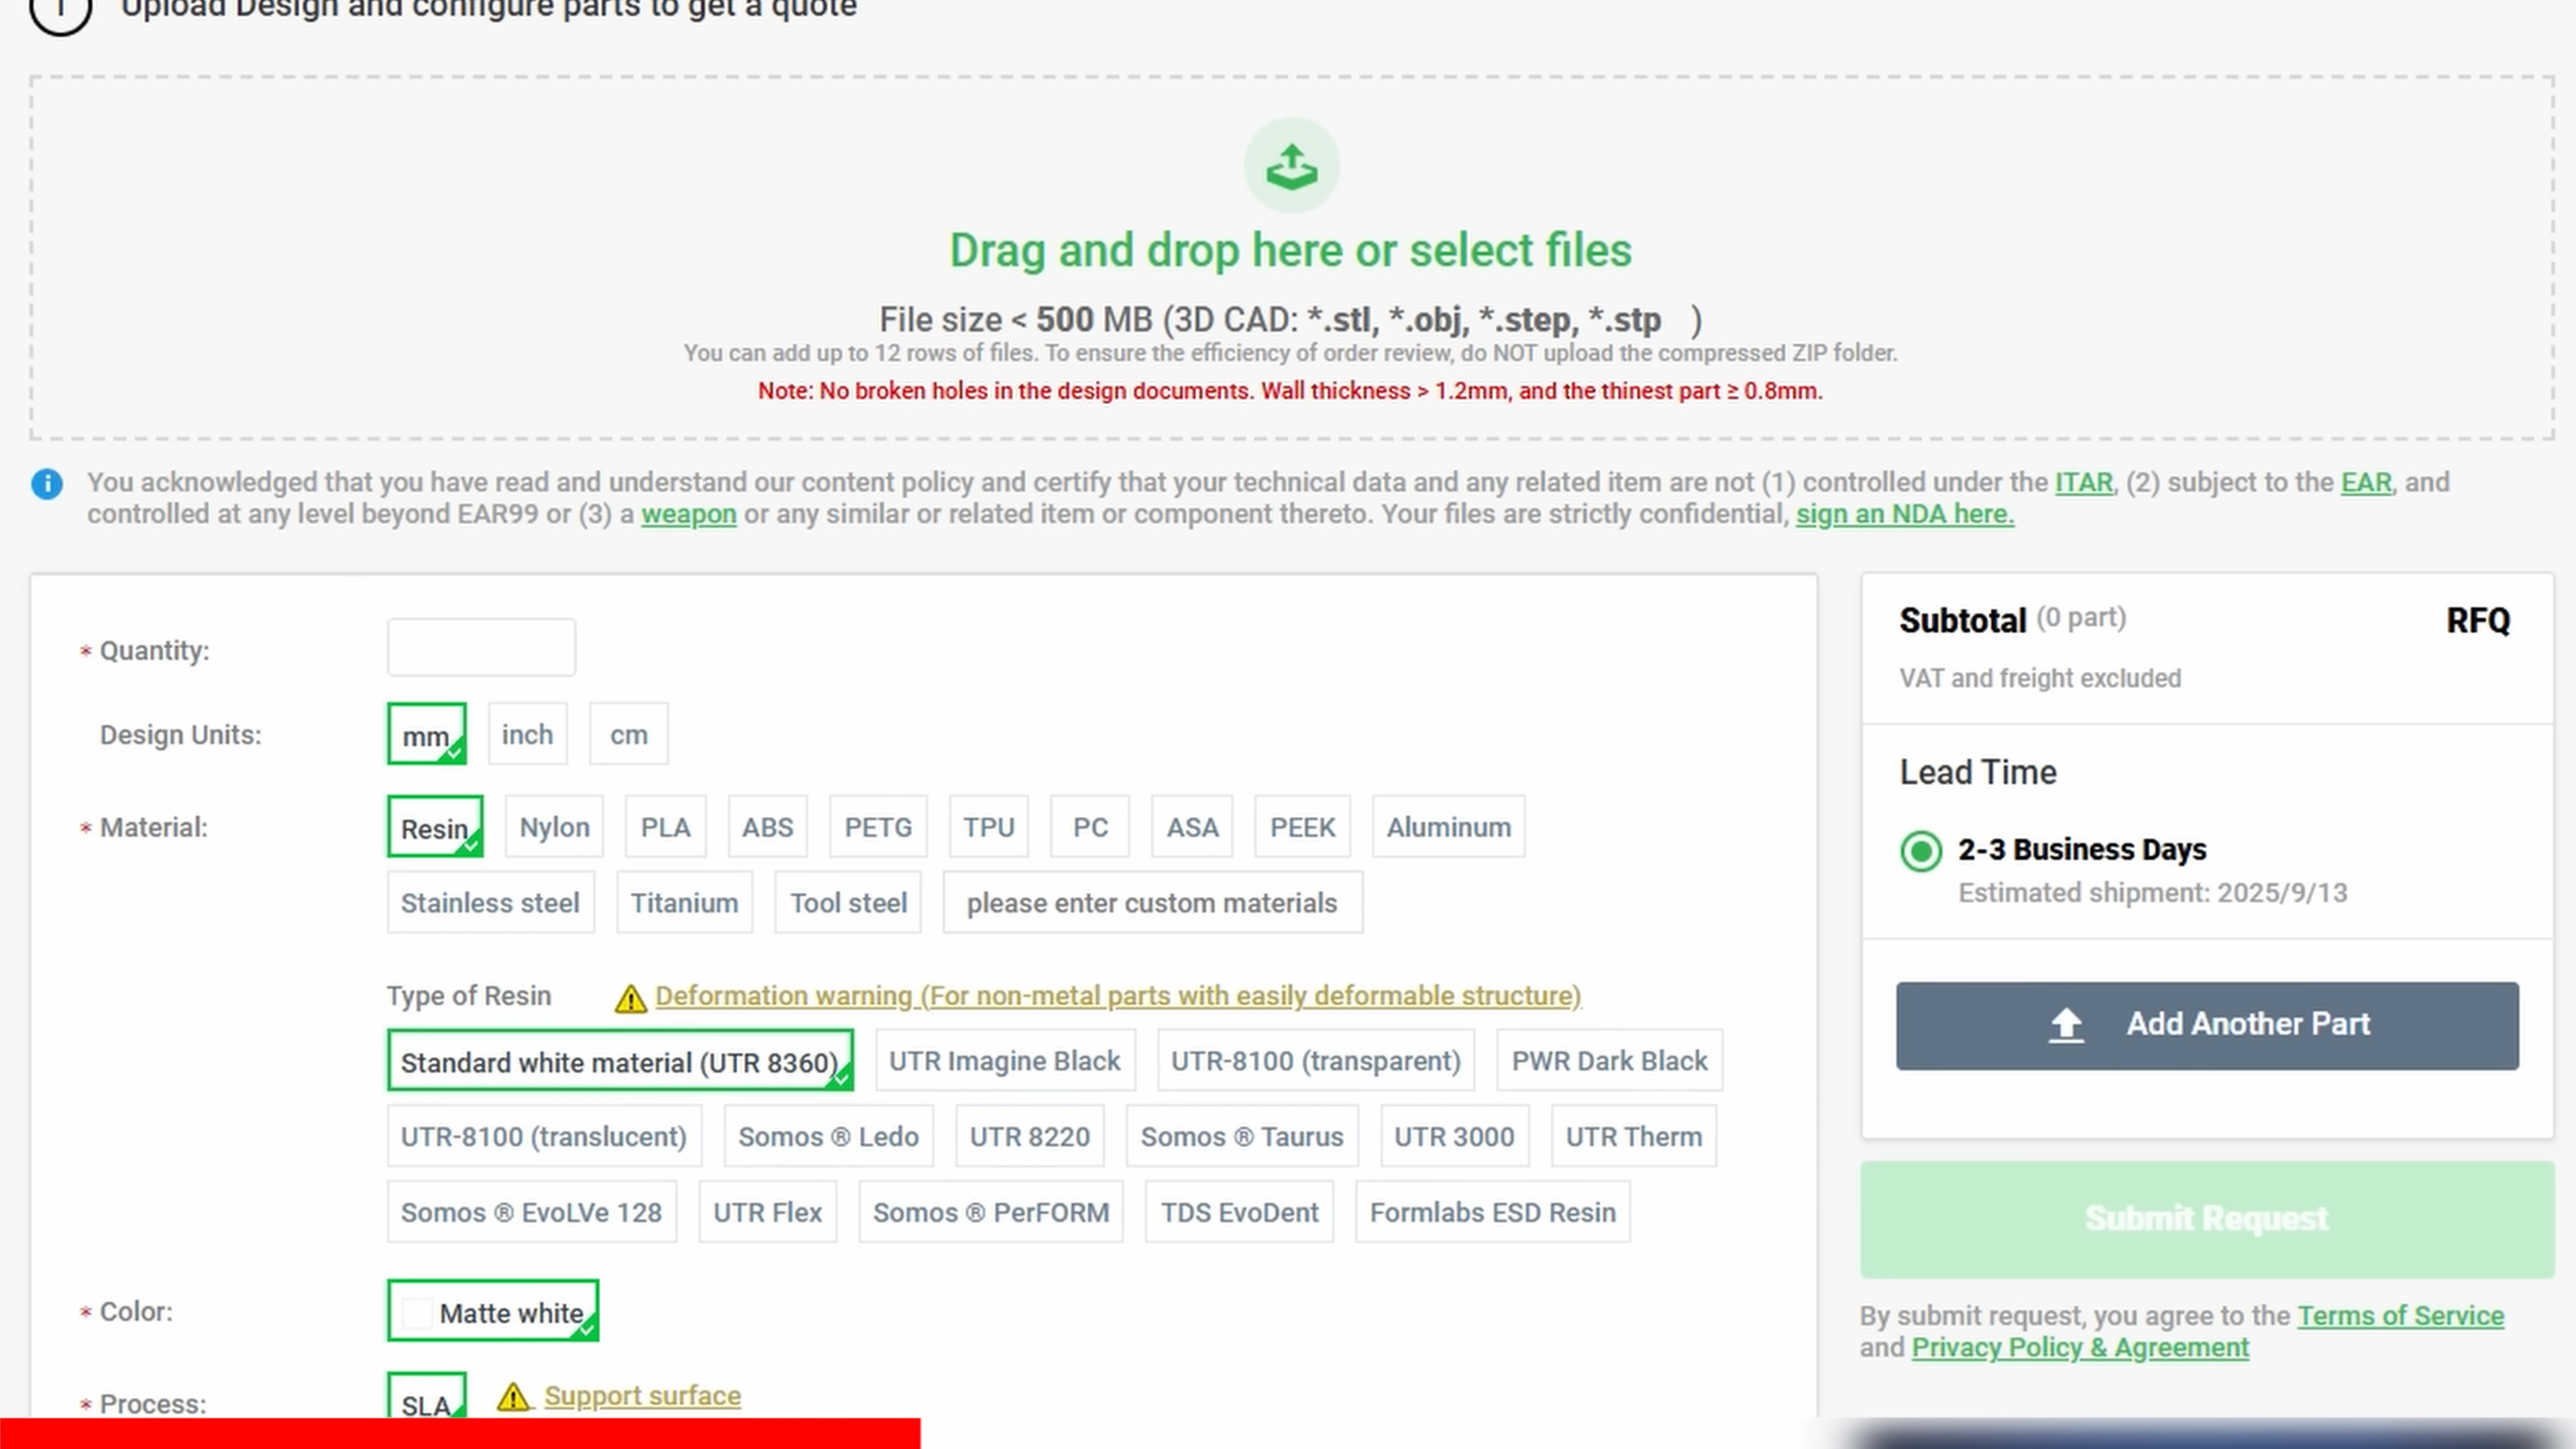 1 Upload Design and configure parts to get a quote
Drag and drop here or select files
File size < 500 MB (3D CAD: *.stl, *.obj, *.step, *.stp )
You can add up to 12 rows of files. To ensure the efficiency of order review, do NOT upload the compressed ZIP folder.
Note: No broken holes in the design documents. Wall thickness > 1.2mm, and the thinest part ≥ 0.8mm.
You acknowledged that you have read and understand our content policy and certify that your technical data and any related item are not (1) controlled under the ITAR, (2) subject to the EAR, and
controlled at any level beyond EAR99 or (3) a weapon or any similar or related item or component thereto. Your files are strictly confidential, sign an NDA here.
* Quantity:
Design Units: mm inch cm
* Material: Resin Nylon PLA ABS PETG TPU PC ASA PEEK Aluminum
Stainless steel Titanium Tool steel please enter custom materials
Type of Resin Deformation warning (For non-metal parts with easily deformable structure)
Standard white material (UTR 8360) UTR Imagine Black UTR-8100 (transparent) PWR Dark Black
UTR-8100 (translucent) Somos ® Ledo UTR 8220 Somos ® Taurus UTR 3000 UTR Therm
Somos ® EvoLVe 128 UTR Flex Somos ® PerFORM TDS EvoDent Formlabs ESD Resin
* Color: Matte white
* Process: SLA Support surface
Subtotal (0 part) RFQ
VAT and freight excluded
Lead Time
2-3 Business Days
Estimated shipment: 2025/9/13
Add Another Part
Submit Request
By submit request, you agree to the Terms of Service
and Privacy Policy & Agreement